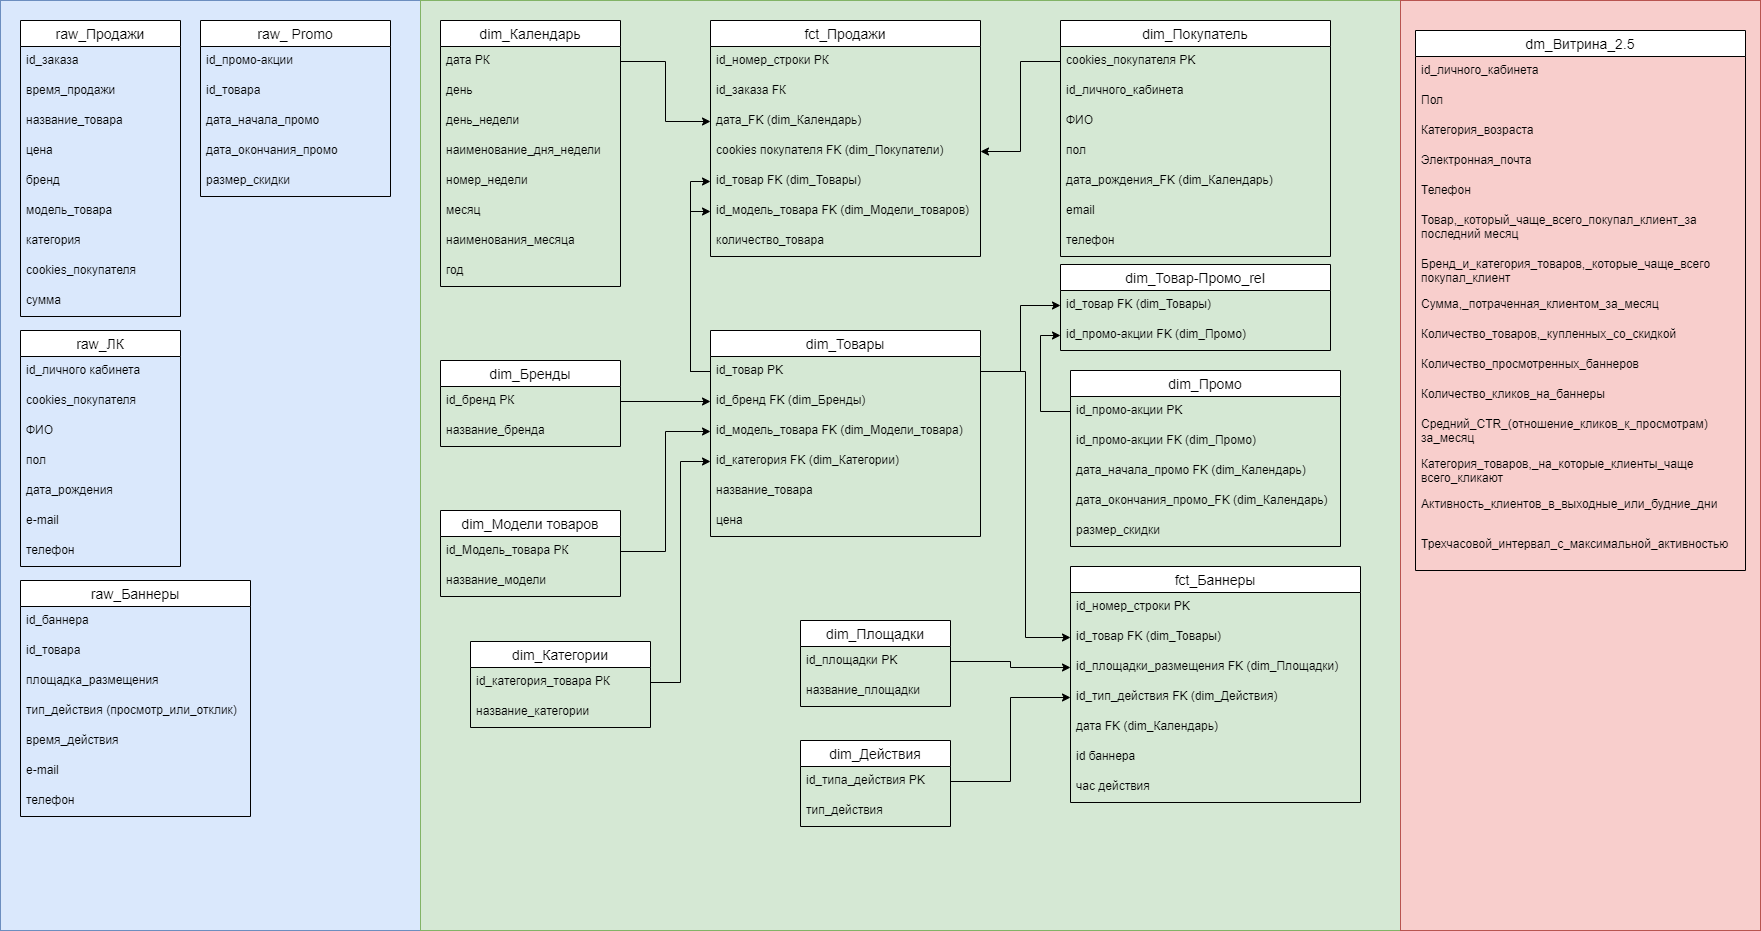 raw_Продажи
id_заказа
время_продажи
название_товара
цена
бренд
модель_товара
категория
cookies_покупателя
сумма
raw_ Promo
id_промо-акции
id_товара
дата_начала_промо
дата_окончания_промо
размер_скидки
raw_ЛК
id_личного кабинета
cookies_покупателя
ФИО
пол
дата_рождения
e-mail
телефон
raw_Баннеры
id_баннера
id_товара
площадка_размещения
тип_действия (просмотр_или_отклик)
время_действия
e-mail
телефон
dim_Календарь
дата PК
день
день_недели
наименование_дня_недели
номер_недели
месяц
наименования_месяца
год
fct_Продажи
id_номер_строки PK
id_заказа FK
дата_FK (dim_Календарь)
cookies покупателя FK (dim_Покупатели)
id_товар FK (dim_Товары)
id_модель_товара FK (dim_Модели_товаров)
количество_товара
dim_Покупатель
cookies_покупателя PK
id_личного_кабинета
ФИО
пол
дата_рождения_FK (dim_Календарь)
email
телефон
dim_Товар-Промо_rel
id_товар FK (dim_Товары)
id_промо-акции FK (dim_Промо)
dim_Бренды
id_бренд РК
название_бренда
dim_Товары
id_товар PK
id_бренд FK (dim_Бренды)
id_модель_товара FK (dim_Модели_товара)
id_категория FK (dim_Категории)
название_товара
цена
dim_Промо
id_промо-акции PK
id_промо-акции FK (dim_Промо)
дата_начала_промо FK (dim_Календарь)
дата_окончания_промо_FK (dim_Календарь)
размер_скидки
dim_Модели товаров
id_Модель_товара PK
название_модели
dim_Категории
id_категория_товара РК
название_категории
dim_Площадки
id_площадки PK
название_площадки
dim_Действия
id_типа_действия PK
тип_действия
fct_Баннеры
id_номер_строки PK
id_товар FK (dim_Товары)
id_площадки_размещения FK (dim_Площадки)
id_тип_действия FK (dim_Действия)
дата FK (dim_Календарь)
id баннера
час действия
dm_Витрина_2.5
id_личного_кабинета
Пол
Категория_возраста
Электронная_почта
Телефон
Товар,_который_чаще_всего_покупал_клиент_за
последний месяц
Бренд_и_категория_товаров,_которые_чаще_всего
покупал_клиент
Сумма,_потраченная_клиентом_за_месяц
Количество_товаров,_купленных_со_скидкой
Количество_просмотренных_баннеров
Количество_кликов_на_баннеры
Средний_CTR_(отношение_кликов_к_просмотрам)
за_месяц
Категория_товаров,_на_которые_клиенты_чаще
всего_кликают
Активность_клиентов_в_выходные_или_будние_дни
Трехчасовой_интервал_с_максимальной_активностью